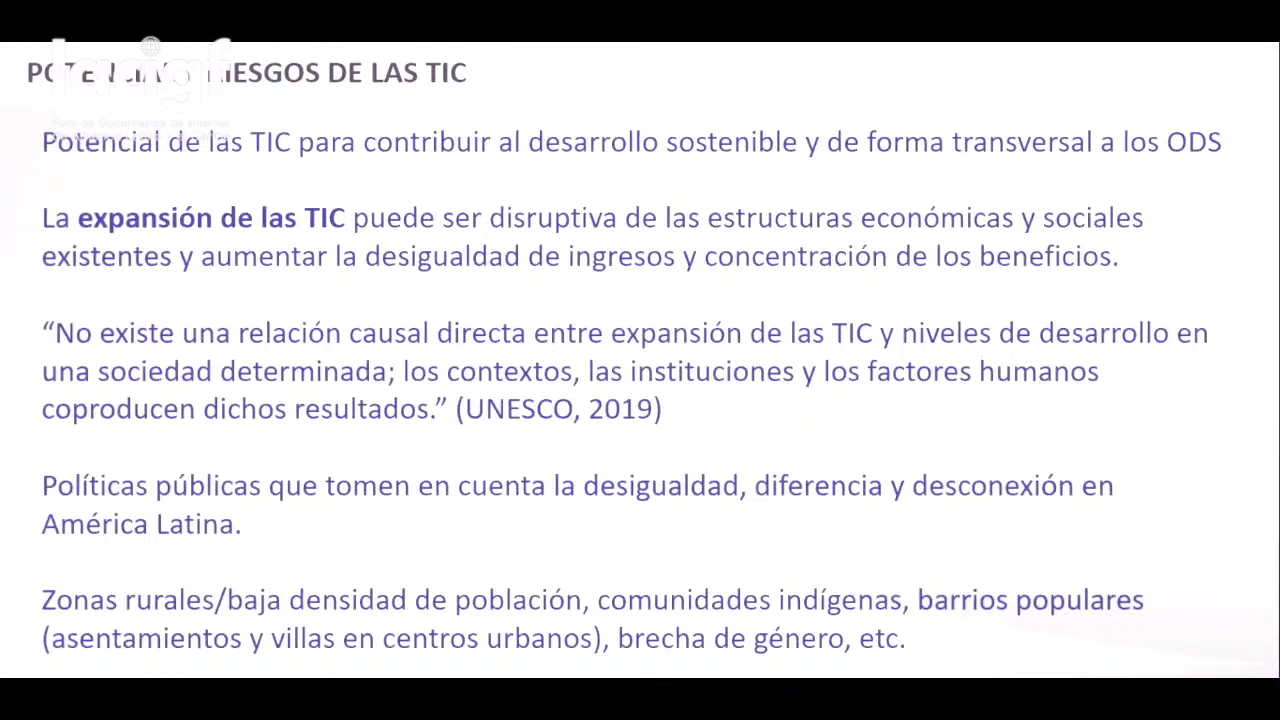 RIESGOS DE LAS TIC
lacigf
Potencial de las TIC para contribuir al desarrollo sostenible y de forma transversal a los ODS
La expansión de las TIC puede ser disruptiva de las estructuras económicas y sociales
existentes y aumentar la desigualdad de ingresos y concentración de los beneficios.
“No existe una relación causal directa entre expansión de las TIC y niveles de desarrollo en
una sociedad determinada; los contextos, las instituciones y los factores humanos
coproducen dichos resultados.” (UNESCO, 2019)
Políticas públicas que tomen en cuenta la desigualdad, diferencia y desconexión en
América Latina.
Zonas rurales/baja densidad de población, comunidades indígenas, barrios populares
(asentamientos y villas en centros urbanos), brecha de género, etc.